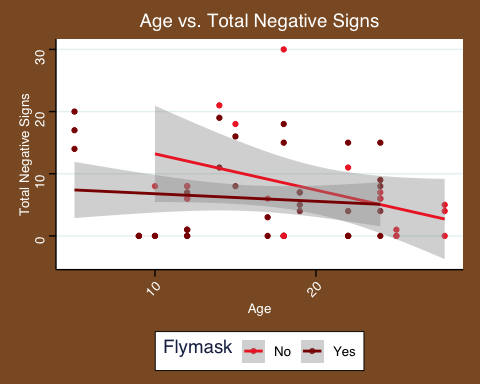 Age vs. Total Negative Signs
Total Negative Signs
30
20
10
0
10 20
Age
Flymask No Yes